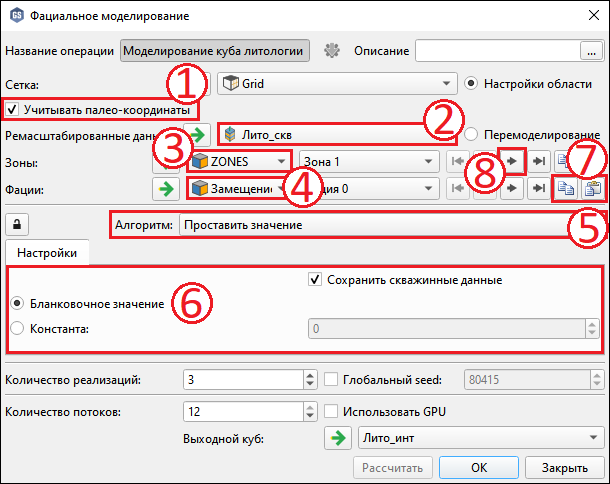 GS Фациальное моделирование
Название операции Моделирование куба литологии Описание ...
Сетка: 1 Grid Настройки области
Учитывать палео-координаты
Ремасштабированные данн Лито_скв 2 Перемоделирование
Зоны: 3 ZONES Зона 1 8 7
Фации: Замещение 4 ция 0
Алгоритм: Проставить значение 5
Настройки
Сохранить скважинные данные
Бланковочное значение 6
Константа: 0
Количество реализаций: 3 Глобальный seed: 80415
Количество потоков: 12 Использовать GPU
Выходной куб: Лито_инт
Рассчитать OK Закрыть